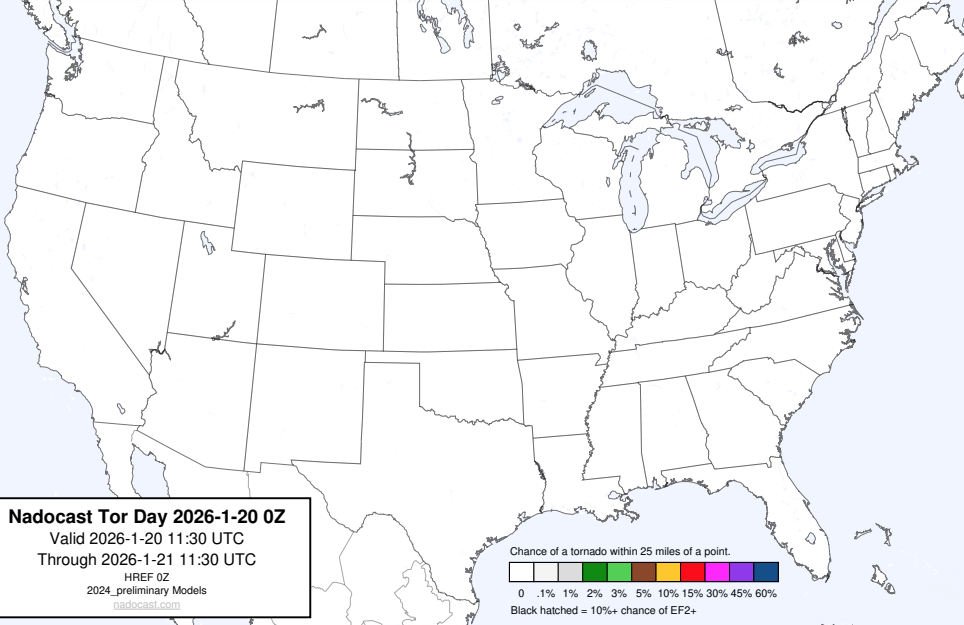 Nadocast Tor Day 2026-1-20 0Z
Valid 2026-1-20 11:30 UTC
Through 2026-1-21 11:30 UTC
HREF 0Z
2024_preliminary Models
nadocast.com
Chance of a tornado within 25 miles of a point.
0 .1% 1% 2% 3% 5% 10% 15% 30% 45% 60%
Black hatched = 10%+ chance of EF2+